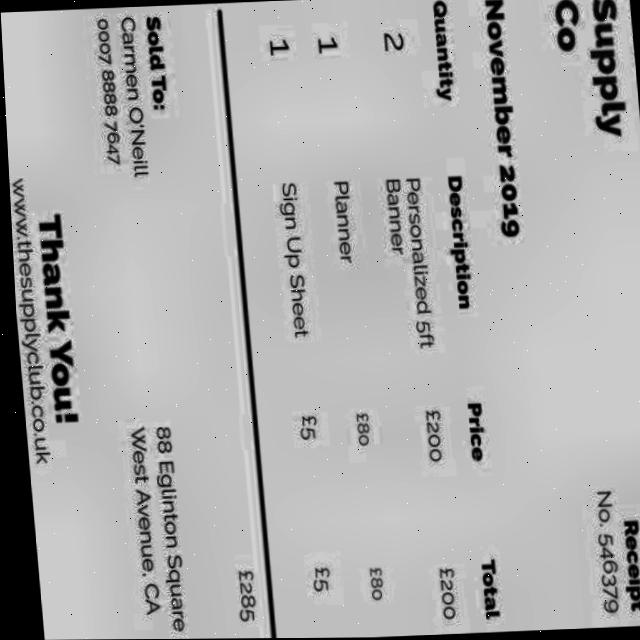 Supply
Co
Receipt
No. 546379
November 2019
Quantity Description Price Total
2 Personalized 5ft Banner £200 £200
1 Planner £80 £80
1 Sign Up Sheet £5 £5
£285
Sold To:
Carmen O'Neill
0007 8888 7647
88 Eglinton Square
West Avenue, CA
Thank You!
www.thesupplyclub.co.uk